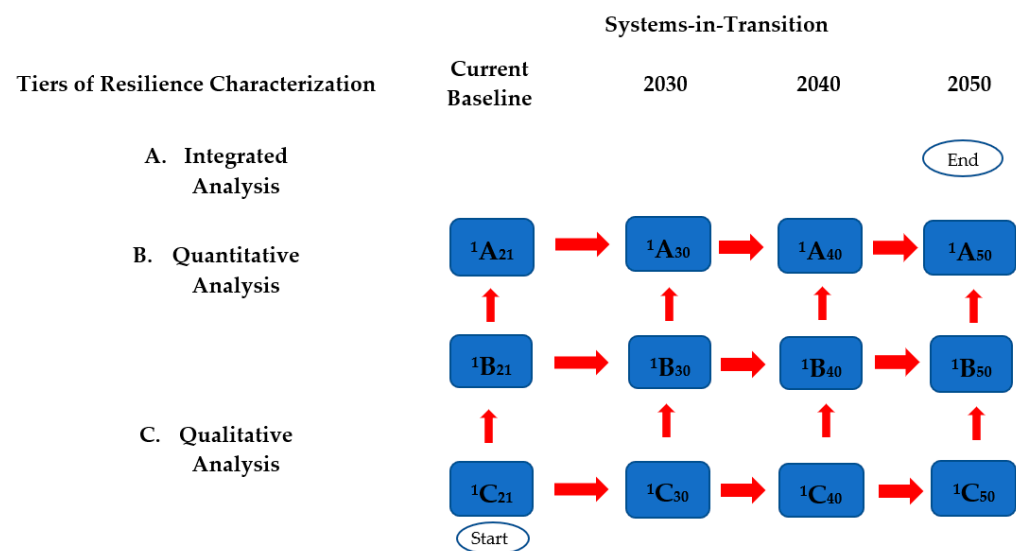 Systems-in-Transition
Tiers of Resilience Characterization
Current
Baseline
2030
2040
2050
A. Integrated
Analysis
End
¹A₂₁
¹A₃₀
¹A₄₀
¹A₅₀
B. Quantitative
Analysis
¹B₂₁
¹B₃₀
¹B₄₀
¹B₅₀
C. Qualitative
Analysis
¹C₂₁
¹C₃₀
¹C₄₀
¹C₅₀
Start